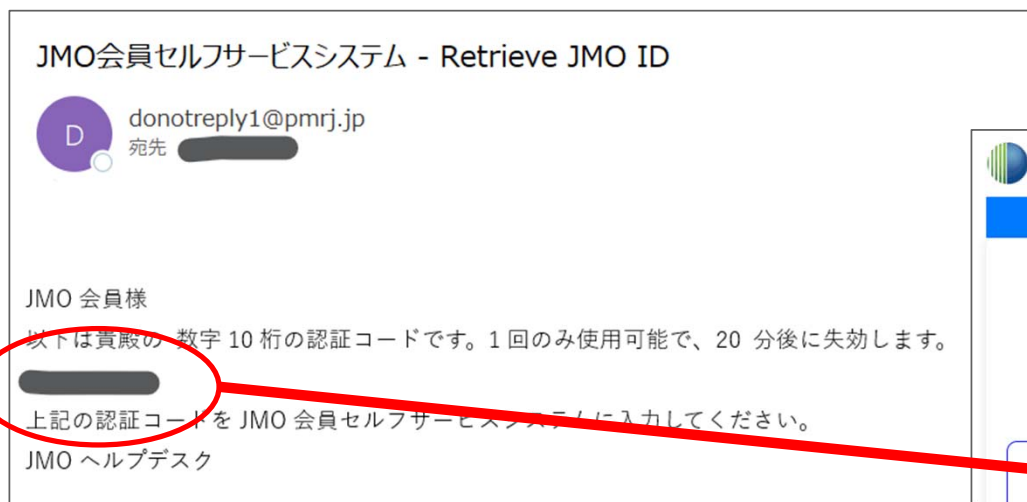 JMO会員セルフサービスシステム - Retrieve JMO ID
D
donotreply1@pmrj.jp
宛先
JMO 会員様
以下は貴殿の 数字 10 桁の認証コードです。1 回のみ使用可能で、20 分後に失効します。
上記の認証コードを JMO 会員セルフサービスシステムに入力してください。
JMO ヘルプデスク